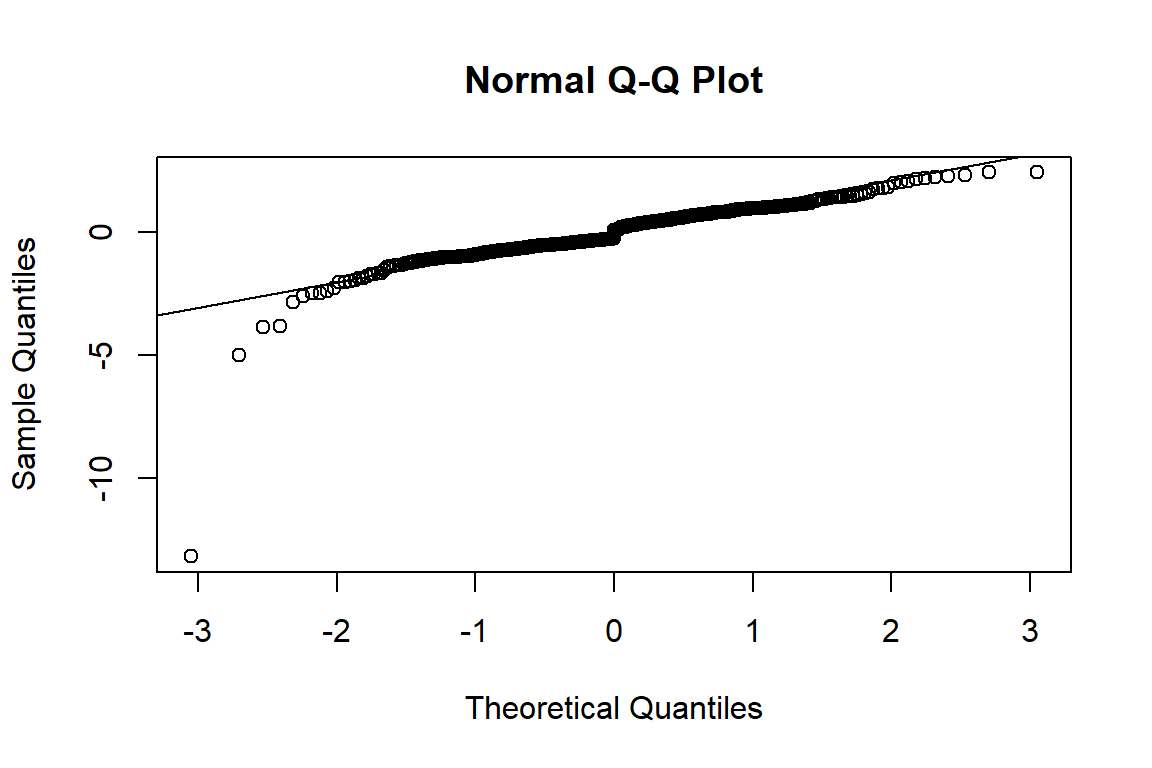 Normal Q-Q Plot
Sample Quantiles
0
-5
-10
-3 -2 -1 0 1 2 3
Theoretical Quantiles